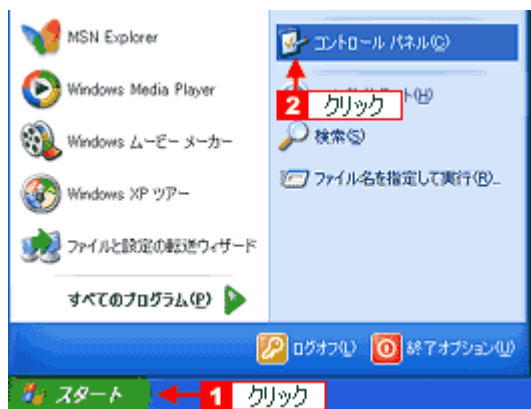 MSN Explorer
Windows Media Player
Windows ムービー メーカー
Windows XP ツアー
ファイルと設定の転送ウィザード
すべてのプログラム(P)
コントロール パネル(C)
2 クリック
ト(H)
検索(S)
ファイル名を指定して実行(R)...
ログオフ(L)
終了オプション(U)
スタート
1 クリック